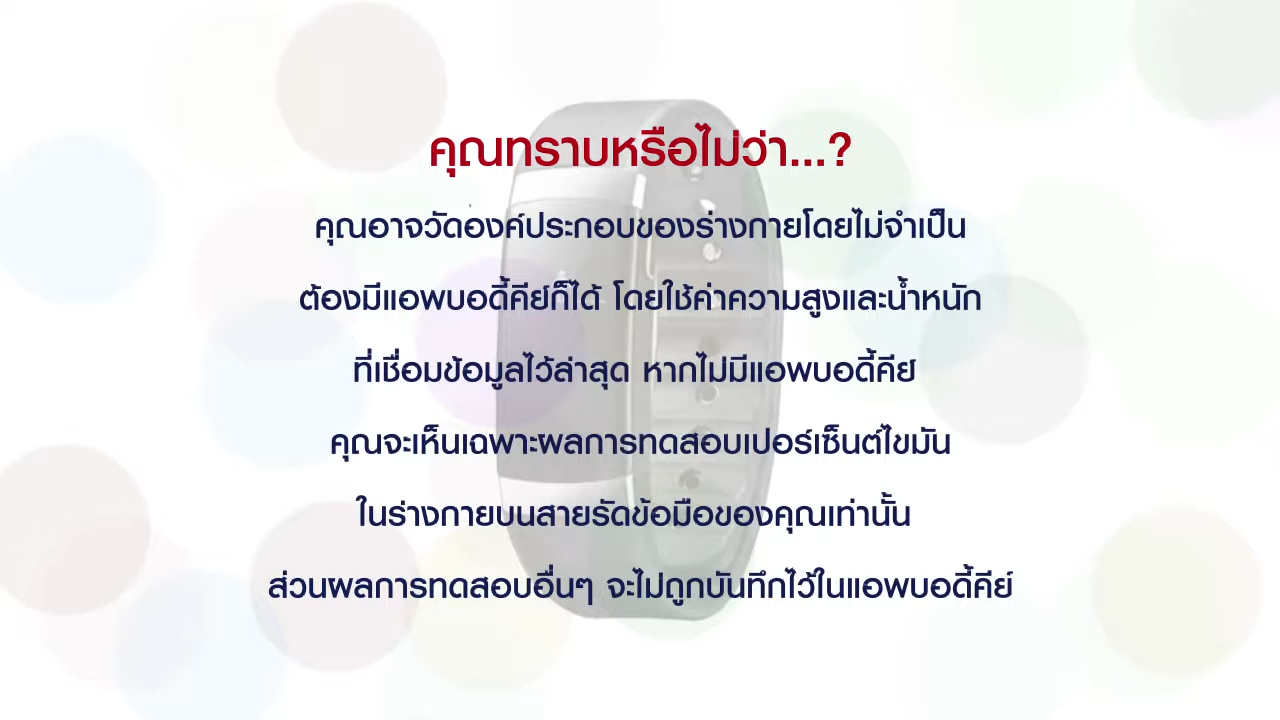 คุณทราบหรือไม่ว่า...?
คุณอาจวัดองค์ประกอบของร่างกายโดยไม่จำเป็น
ต้องมีแอพบอดี้คีย์ก็ได้ โดยใช้ค่าความสูงและน้ำหนัก
ที่เชื่อมข้อมูลไว้ล่าสุด หากไม่มีแอพบอดี้คีย์
คุณจะเห็นเฉพาะผลการทดสอบเปอร์เซ็นต์ไขมัน
ในร่างกายบนสายรัดข้อมือของคุณเท่านั้น
ส่วนผลการทดสอบอื่นๆ จะไม่ถูกบันทึกไว้ในแอพบอดี้คีย์